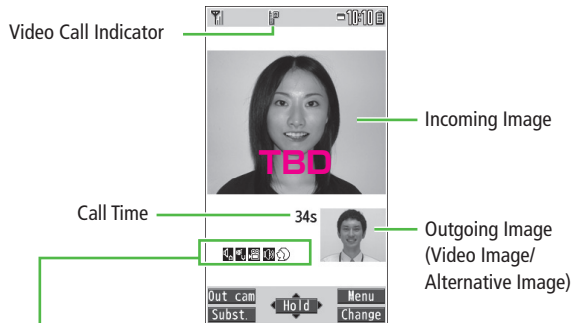 10:10
Video Call Indicator
Incoming Image
TBD
Call Time
34s
Outgoing Image
(Video Image/
Alternative Image)
Out cam
Hold
Menu
Subst.
Change